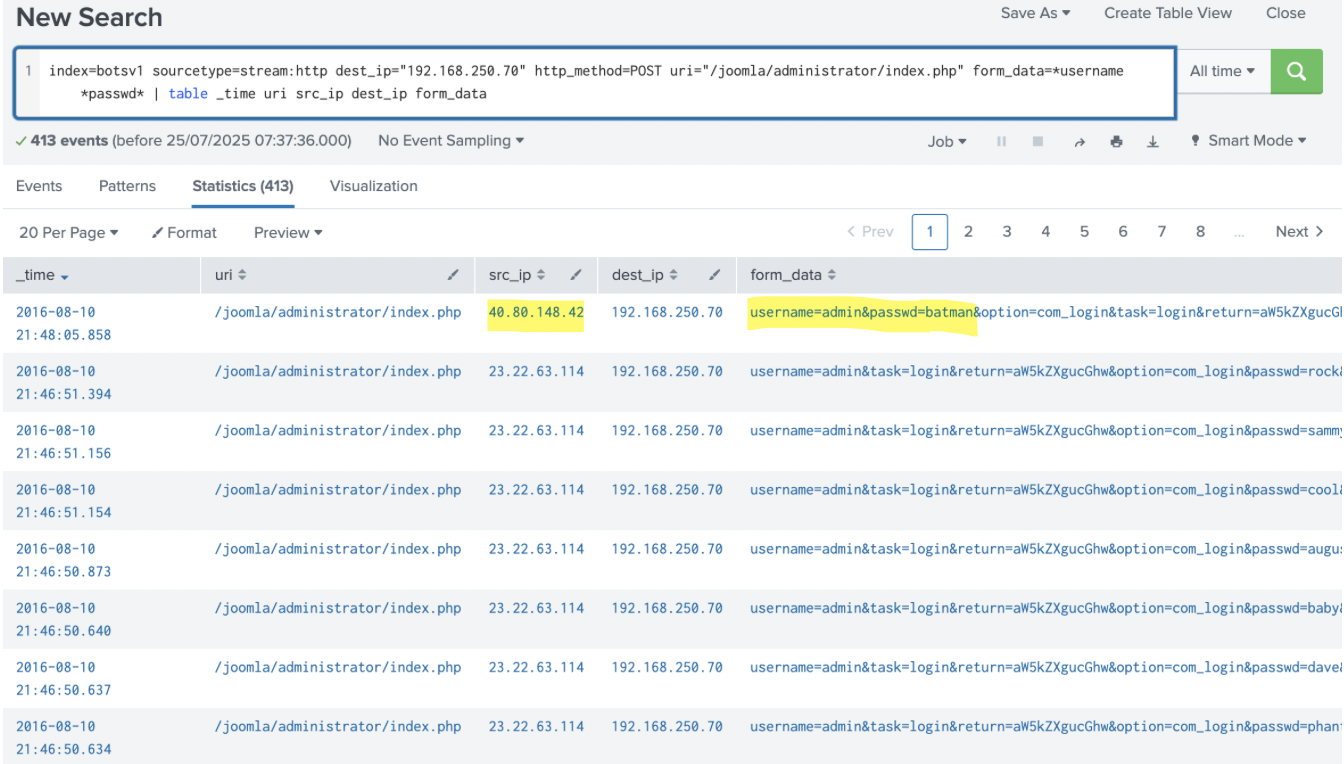 New Search
Save As ▾ Create Table View Close
1 index=botsv1 sourcetype=stream:http dest_ip="192.168.250.70" http_method=POST uri="/joomla/administrator/index.php" form_data=*username
*passwd* | table _time uri src_ip dest_ip form_data
All time ▾
✓ 413 events (before 25/07/2025 07:37:36.000) No Event Sampling ▾
Job ▾ Smart Mode ▾
Events Patterns Statistics (413) Visualization
20 Per Page ▾ Format Preview ▾
< Prev 1 2 3 4 5 6 7 8 ... Next >
_time uri src_ip dest_ip form_data
2016-08-10 /joomla/administrator/index.php 40.80.148.42 192.168.250.70 username=admin&passwd=batman&option=com_login&task=login&return=aW5kZXgucGh
21:48:05.858
2016-08-10 /joomla/administrator/index.php 23.22.63.114 192.168.250.70 username=admin&task=login&return=aW5kZXgucGhw&option=com_login&passwd=rock&
21:46:51.394
2016-08-10 /joomla/administrator/index.php 23.22.63.114 192.168.250.70 username=admin&task=login&return=aW5kZXgucGhw&option=com_login&passwd=sammy
21:46:51.156
2016-08-10 /joomla/administrator/index.php 23.22.63.114 192.168.250.70 username=admin&task=login&return=aW5kZXgucGhw&option=com_login&passwd=cool&
21:46:51.154
2016-08-10 /joomla/administrator/index.php 23.22.63.114 192.168.250.70 username=admin&task=login&return=aW5kZXgucGhw&option=com_login&passwd=augus
21:46:50.873
2016-08-10 /joomla/administrator/index.php 23.22.63.114 192.168.250.70 username=admin&task=login&return=aW5kZXgucGhw&option=com_login&passwd=baby&
21:46:50.640
2016-08-10 /joomla/administrator/index.php 23.22.63.114 192.168.250.70 username=admin&task=login&return=aW5kZXgucGhw&option=com_login&passwd=dave&
21:46:50.637
2016-08-10 /joomla/administrator/index.php 23.22.63.114 192.168.250.70 username=admin&task=login&return=aW5kZXgucGhw&option=com_login&passwd=phan
21:46:50.634